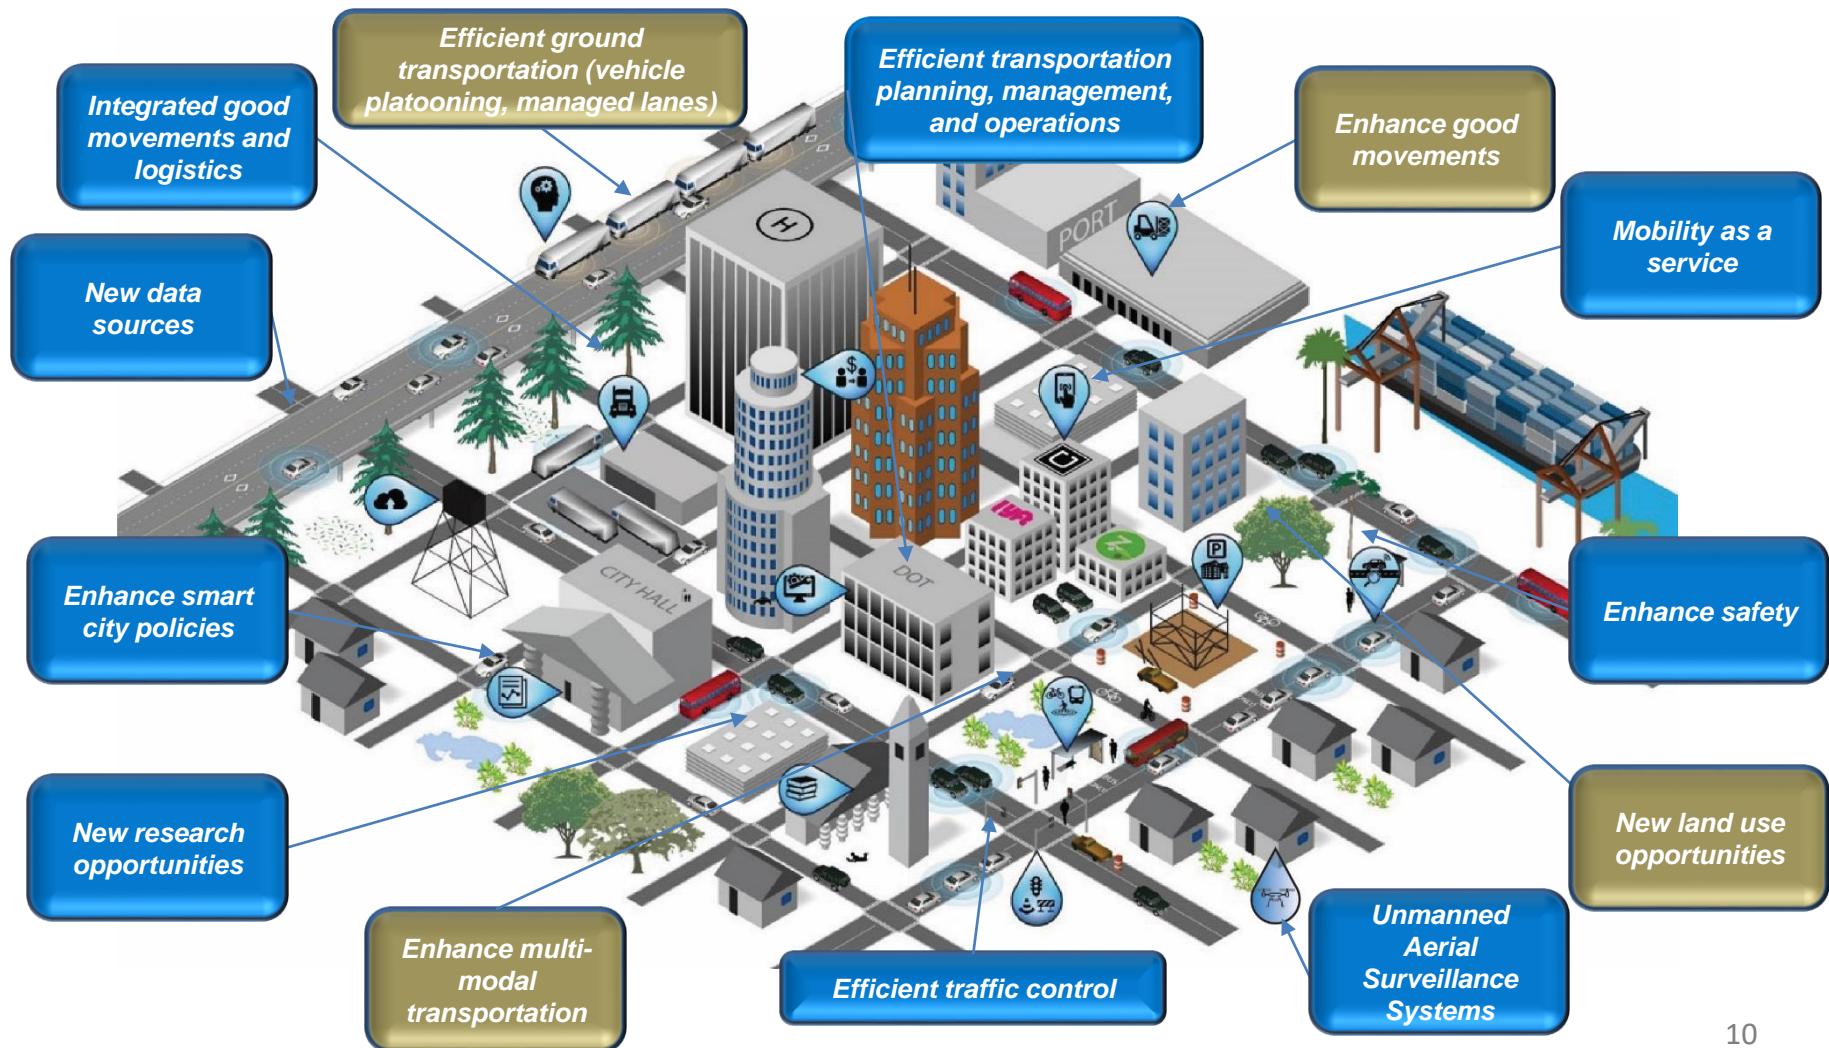 Efficient ground
transportation (vehicle
platooning, managed lanes)
Efficient transportation
planning, management,
and operations
Integrated good
movements and
logistics
Enhance good
movements
Mobility as a
service
New data
sources
H
PORT
$
lyft
Z
P
DOT
CITY HALL
Enhance smart
city policies
Enhance safety
New research
opportunities
New land use
opportunities
Enhance multi-
modal
transportation
Efficient traffic control
Unmanned
Aerial
Surveillance
Systems
10